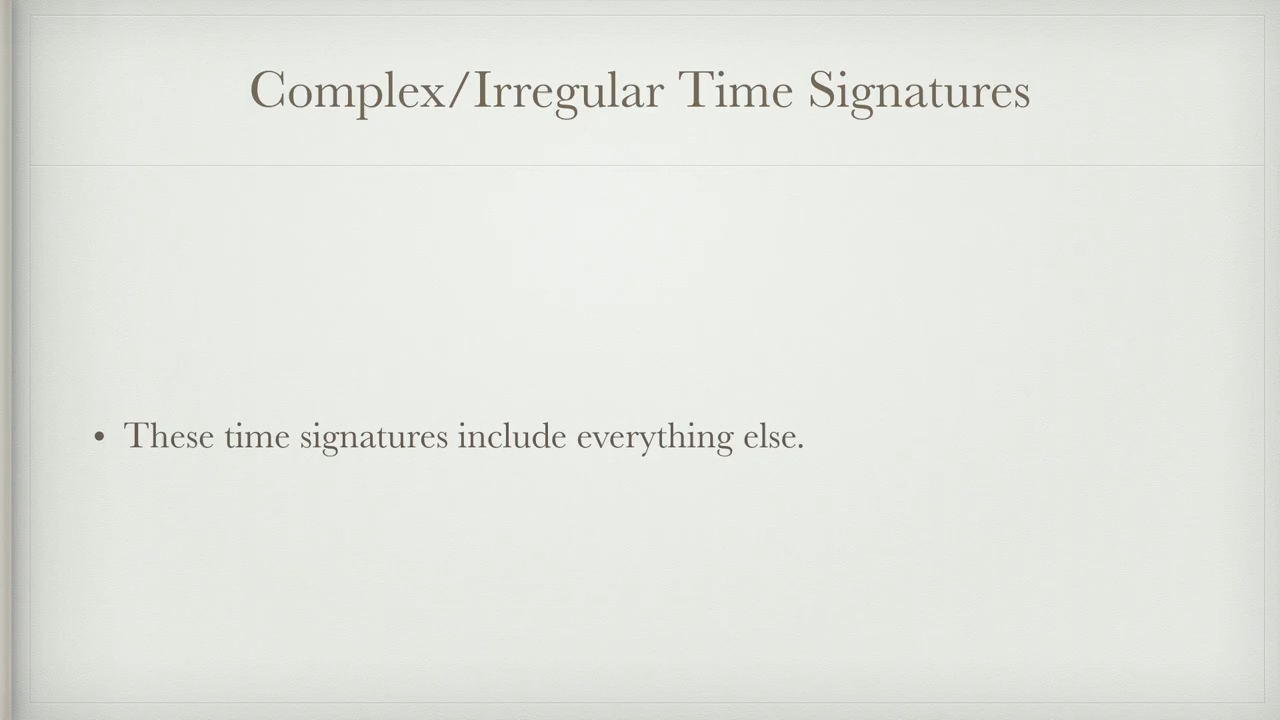 Complex/Irregular Time Signatures
• These time signatures include everything else.